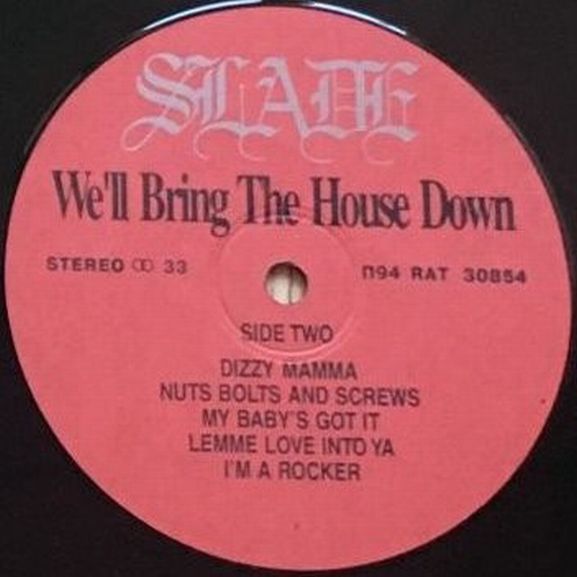 SLADE
We'll Bring The House Down
STEREO ꝏ 33 П94 RAT 30854
SIDE TWO
DIZZY MAMMA
NUTS BOLTS AND SCREWS
MY BABY'S GOT IT
LEMME LOVE INTO YA
I'M A ROCKER